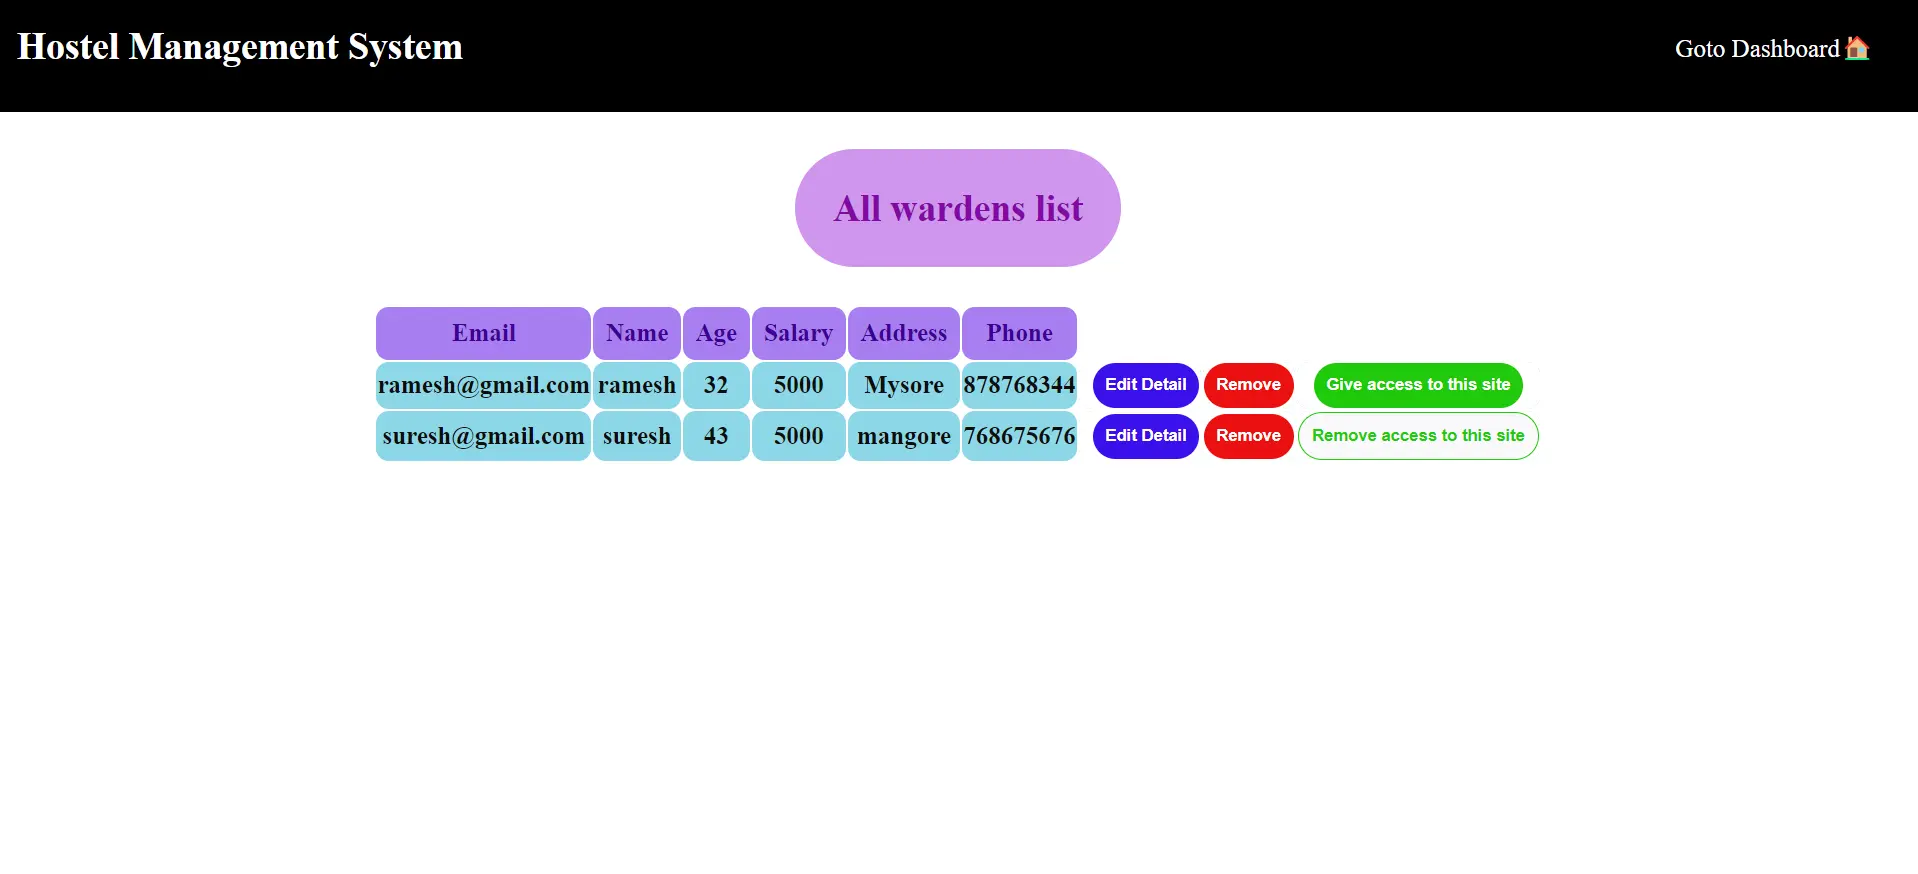 Hostel Management System
Goto Dashboard
All wardens list
Email Name Age Salary Address Phone
ramesh@gmail.com ramesh 32 5000 Mysore 878768344 Edit Detail Remove Give access to this site
suresh@gmail.com suresh 43 5000 mangore 768675676 Edit Detail Remove Remove access to this site